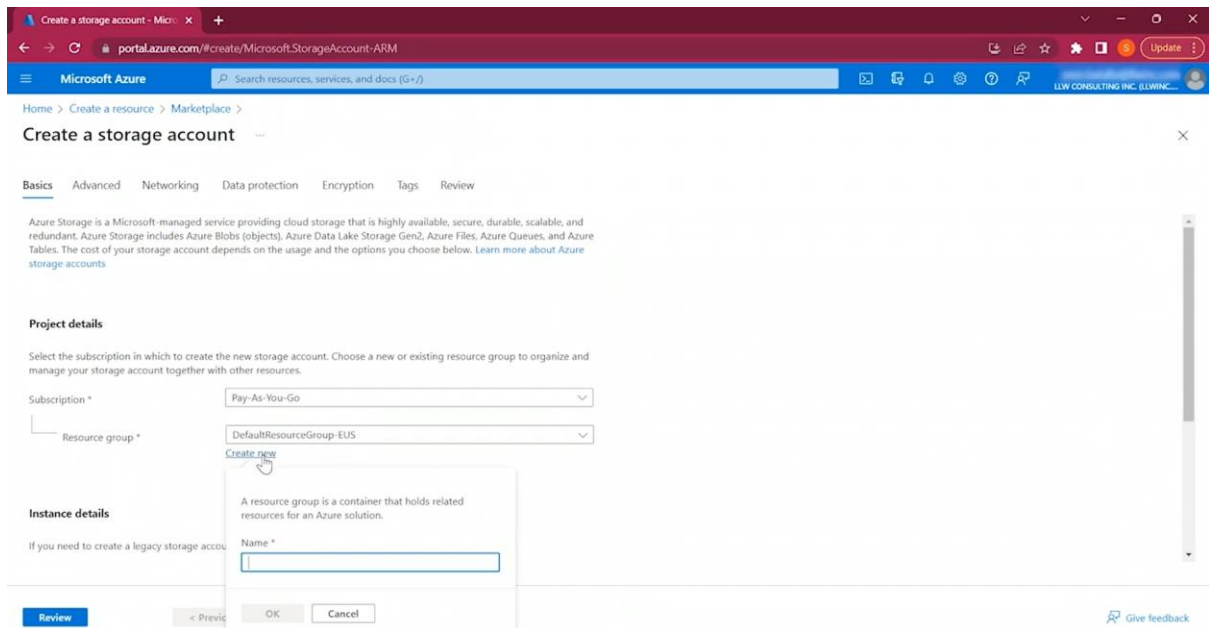 Create a storage account - Micro
portal.azure.com/#create/Microsoft.StorageAccount-ARM
S
Update
Microsoft Azure
Search resources, services, and docs (G+/)
LLW CONSULTING INC. (LLWINC....
Home > Create a resource > Marketplace >
Create a storage account ...
Basics Advanced Networking Data protection Encryption Tags Review
Azure Storage is a Microsoft-managed service providing cloud storage that is highly available, secure, durable, scalable, and
redundant. Azure Storage includes Azure Blobs (objects), Azure Data Lake Storage Gen2, Azure Files, Azure Queues, and Azure
Tables. The cost of your storage account depends on the usage and the options you choose below. Learn more about Azure
storage accounts
Project details
Select the subscription in which to create the new storage account. Choose a new or existing resource group to organize and
manage your storage account together with other resources.
Subscription *
Pay-As-You-Go
Resource group *
DefaultResourceGroup-EUS
Create new
A resource group is a container that holds related
resources for an Azure solution.
Name *
OK
Cancel
Instance details
If you need to create a legacy storage accou
Review
< Previc
Give feedback